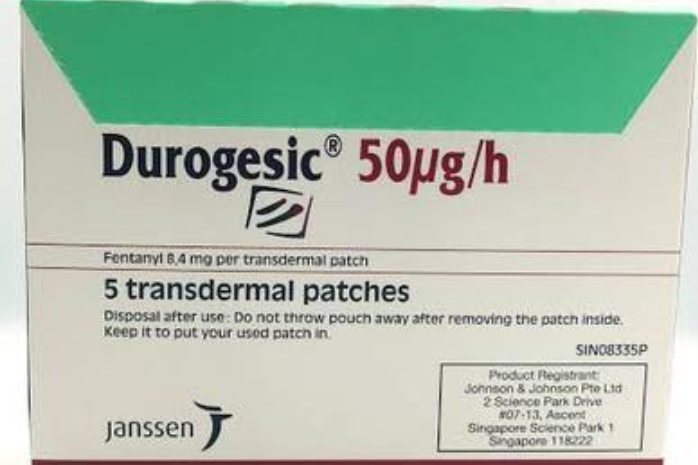 Durogesic® 50µg/h
Fentanyl 8,4 mg per transdermal patch
5 transdermal patches
Disposal after use: Do not throw pouch away after removing the patch inside.
Keep it to put your used patch in.
SIN08335P
Product Registrant:
Johnson & Johnson Pte Ltd
2 Science Park Drive
#07-13, Ascent
Singapore Science Park 1
Singapore 118222
janssen